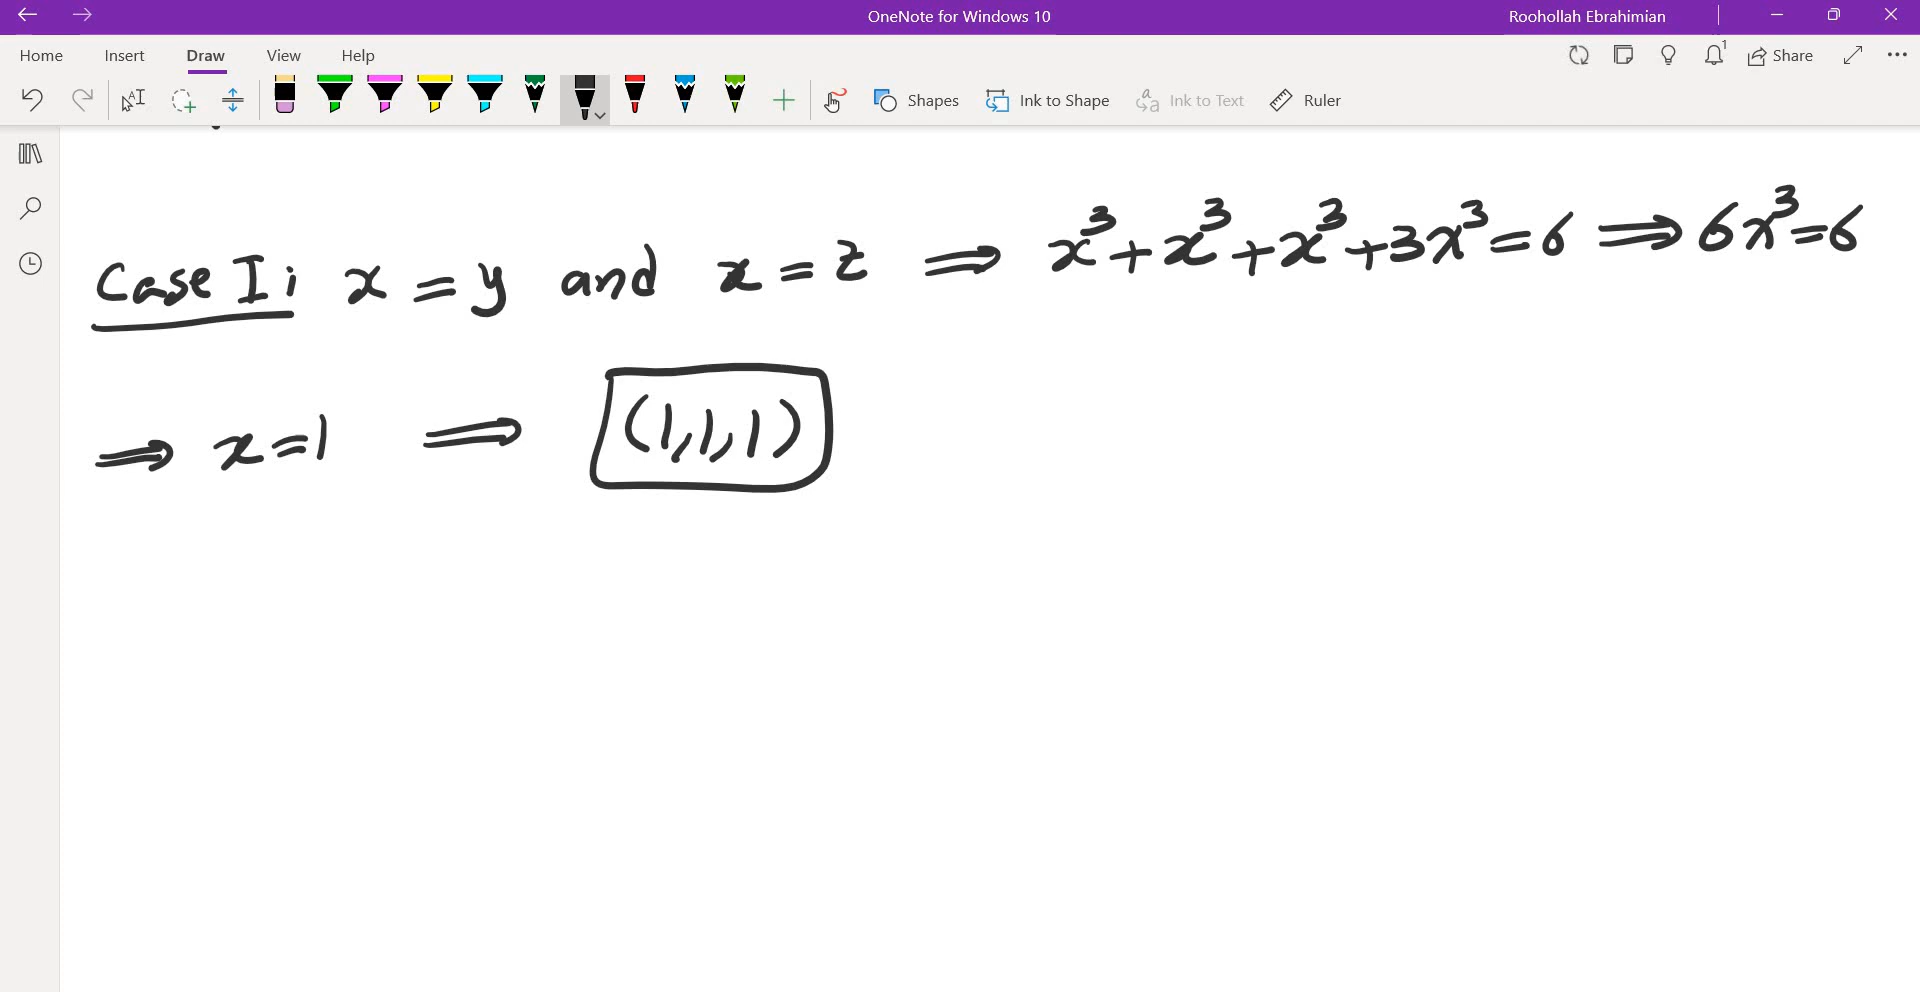 OneNote for Windows 10
Roohollah Ebrahimian
Home Insert Draw View Help
1
Share
Shapes Ink to Shape Ink to Text Ruler
Case I: x = y and x = z ⟹ x³ + x³ + x³ + 3x³ = 6 ⟹ 6x³ = 6
⟹ x = 1 ⟹ (1,1,1)